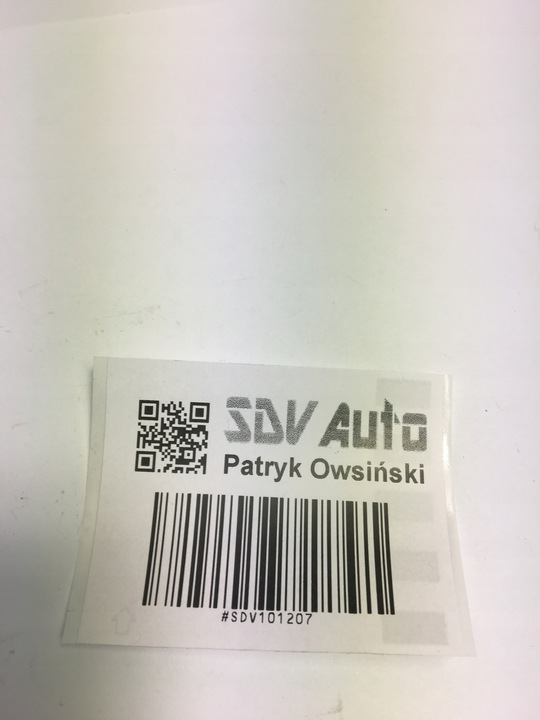 SDV Auto
Patryk Owsiński
#SDV101207